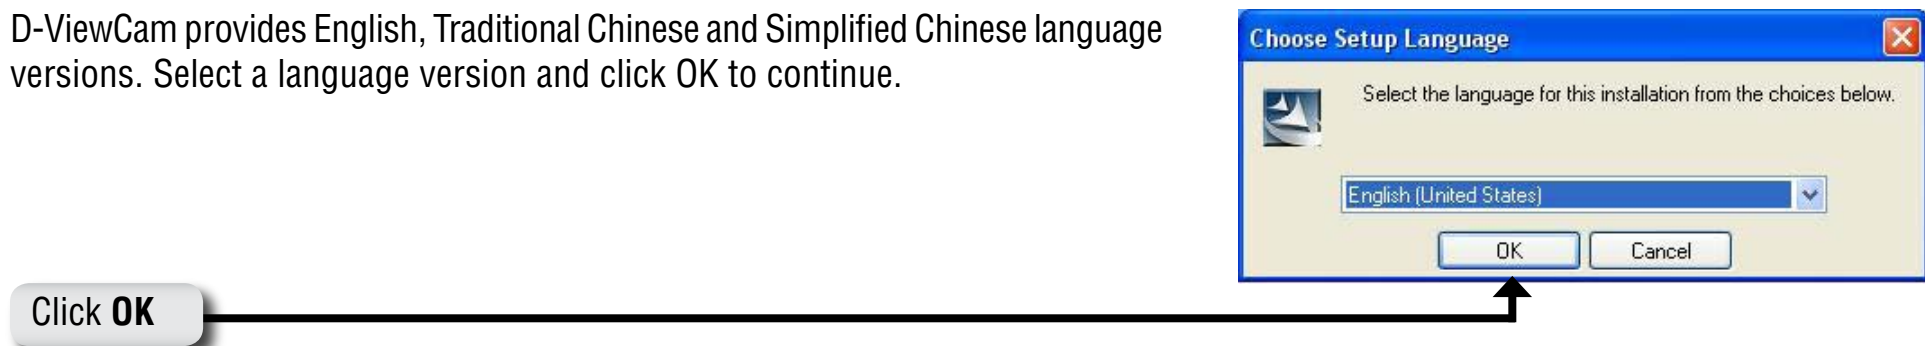 D-ViewCam provides English, Traditional Chinese and Simplified Chinese language
versions. Select a language version and click OK to continue.
Choose Setup Language
Select the language for this installation from the choices below.
English (United States)
OK
Cancel
Click OK